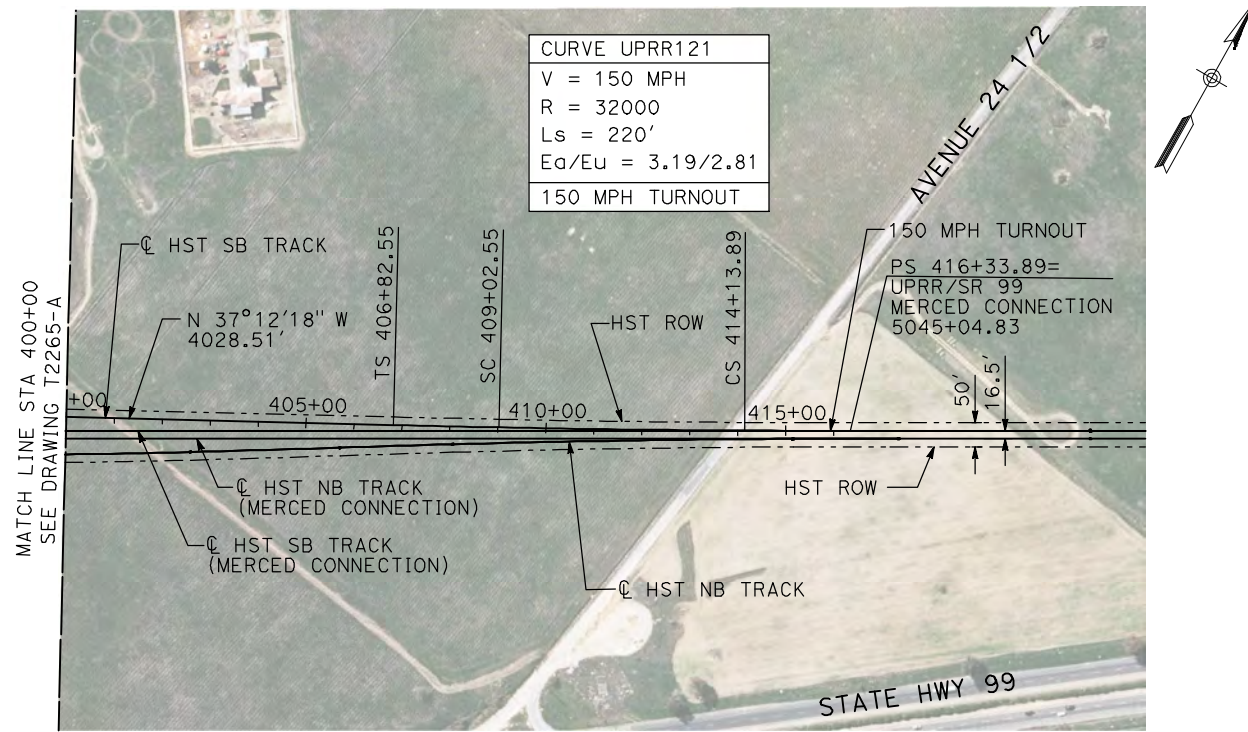 CURVE UPRR121
V = 150 MPH
R = 32000
Ls = 220'
Ea/Eu = 3.19/2.81
150 MPH TURNOUT
AVENUE 24 1/2
℄ HST SB TRACK
N 37°12'18" W
4028.51'
TS 406+82.55
SC 409+02.55
HST ROW
CS 414+13.89
150 MPH TURNOUT
PS 416+33.89=
UPRR/SR 99
MERCED CONNECTION
5045+04.83
50'
16.5'
MATCH LINE STA 400+00
SEE DRAWING T2265-A
+00
405+00
410+00
415+00
℄ HST NB TRACK
(MERCED CONNECTION)
℄ HST SB TRACK
(MERCED CONNECTION)
HST ROW
℄ HST NB TRACK
STATE HWY 99